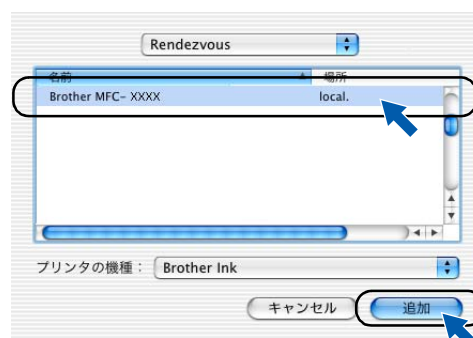 Rendezvous
名前 場所
Brother MFC- XXXX local.
プリンタの機種： Brother Ink
キャンセル 追加